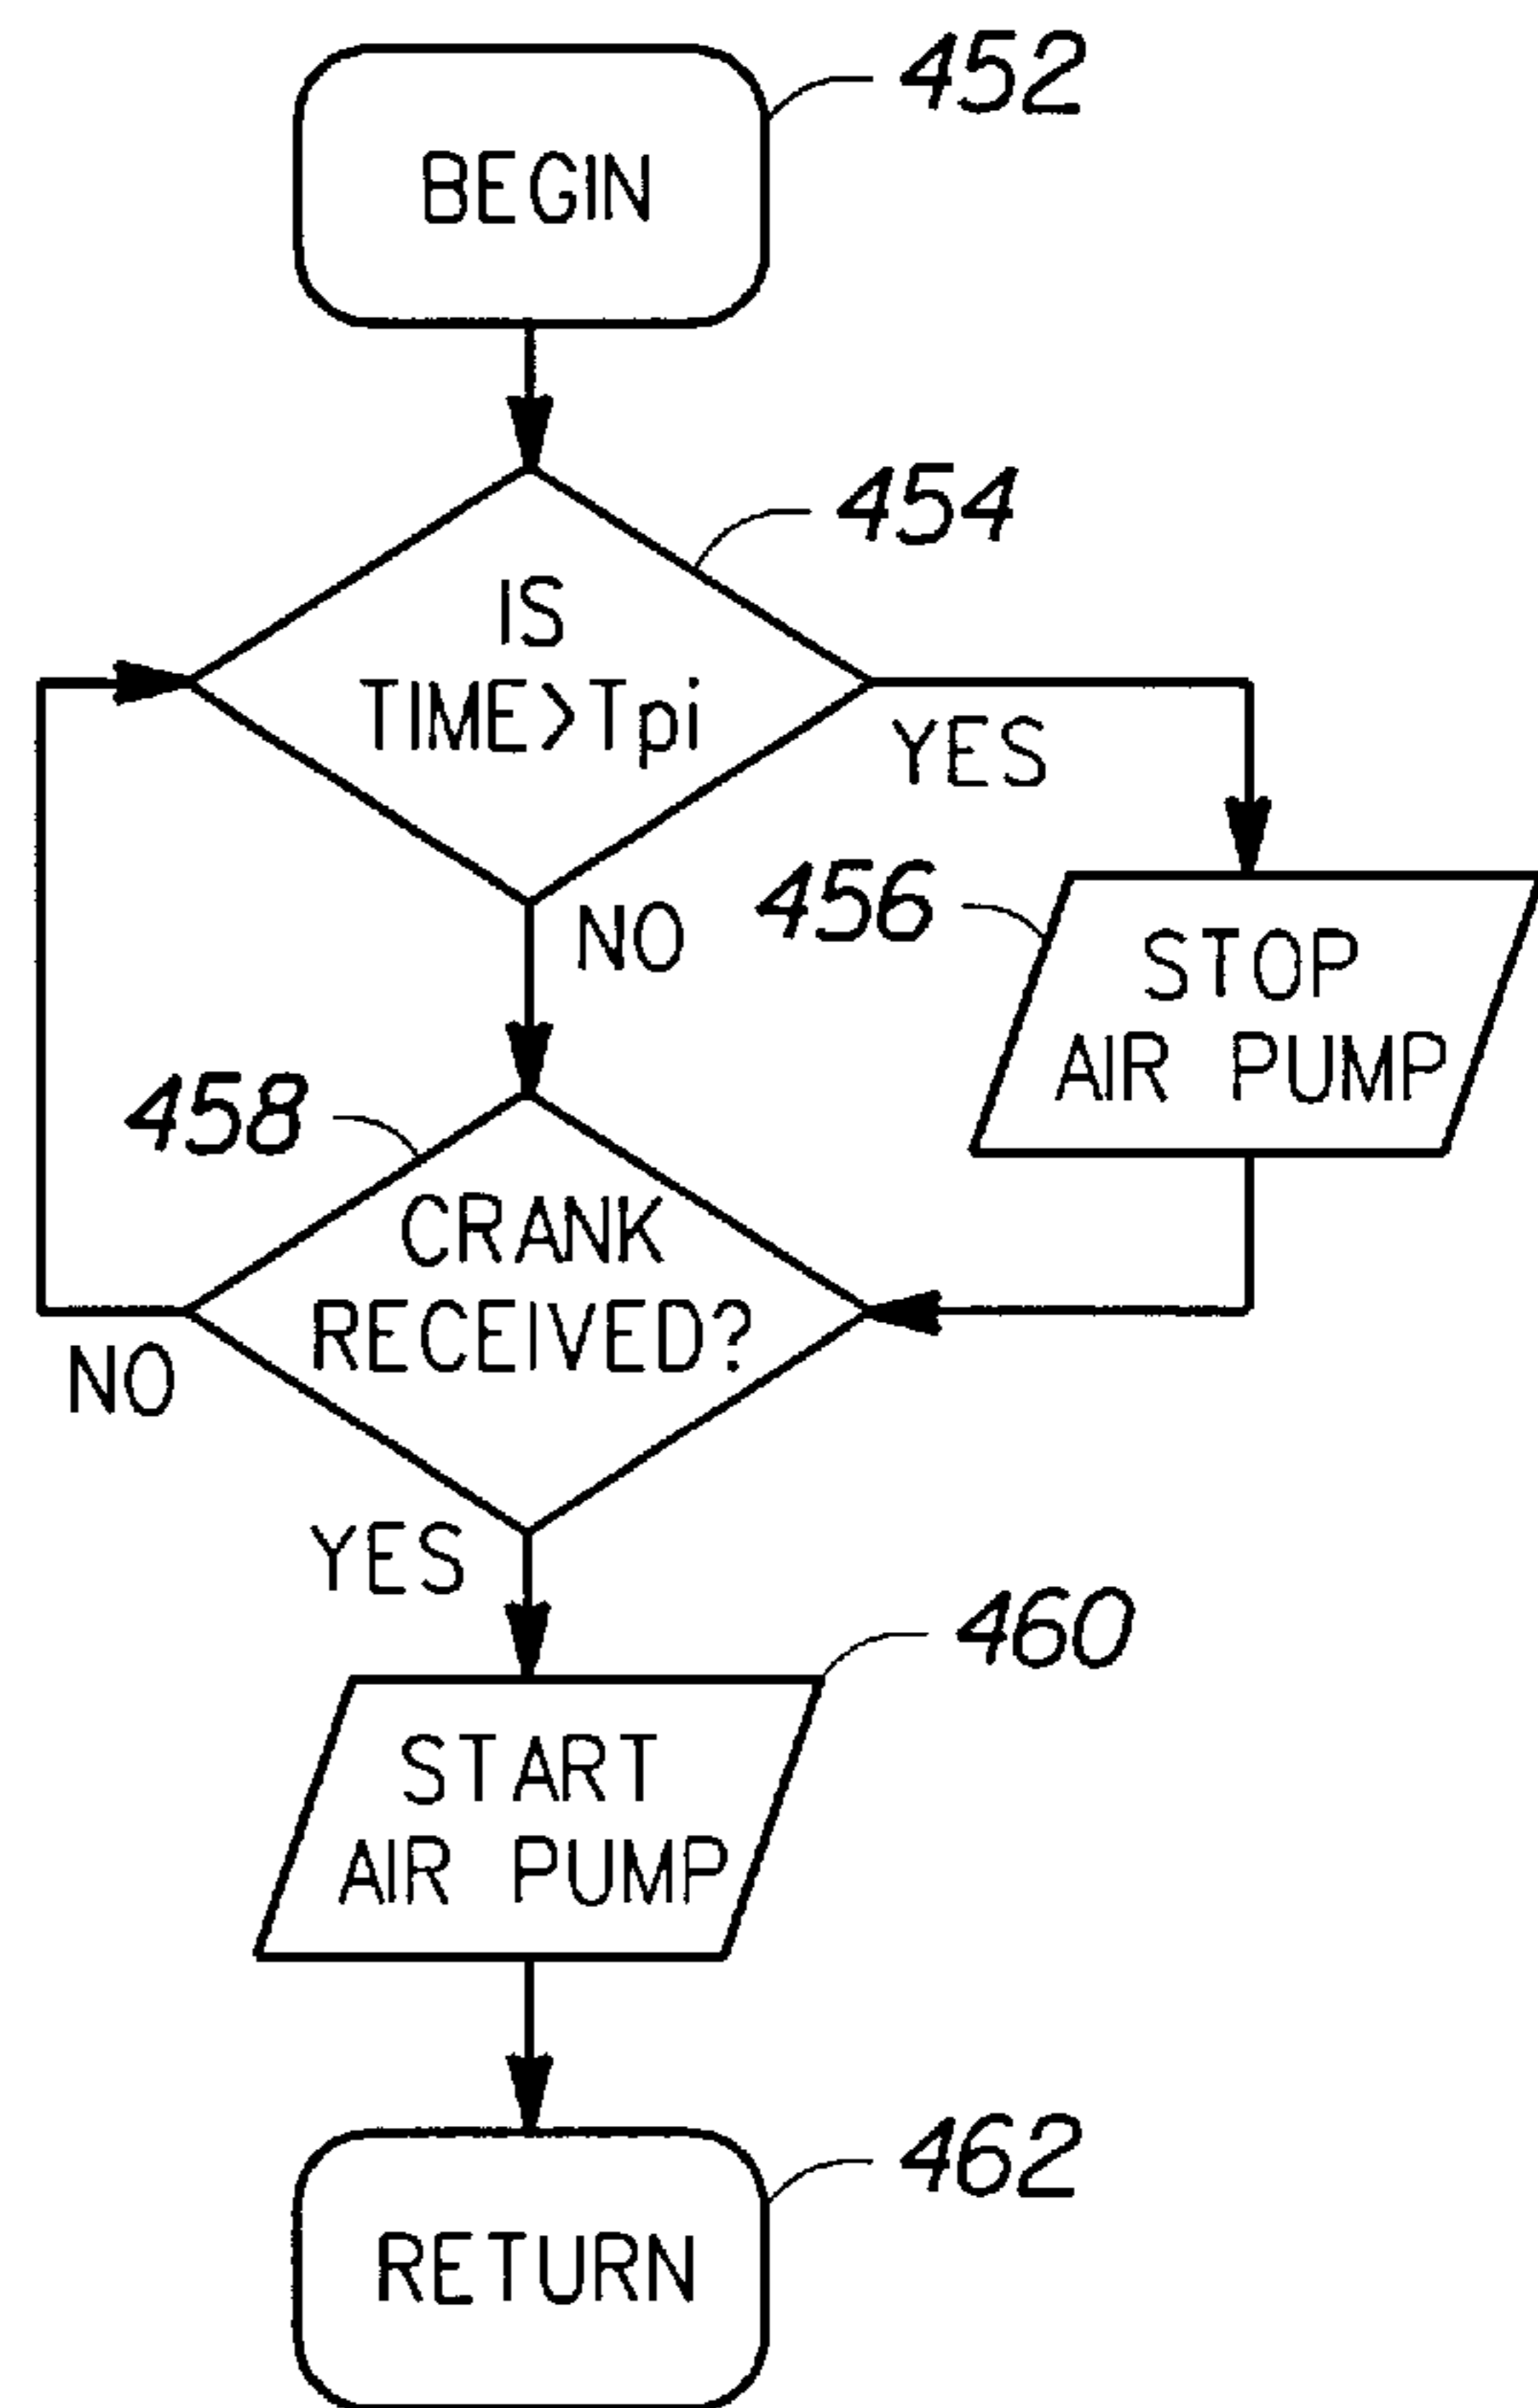 452
BEGIN
454
IS
TIME>Tpi
YES
456
NO
STOP
AIR PUMP
458
CRANK
RECEIVED?
NO
YES
460
START
AIR PUMP
462
RETURN